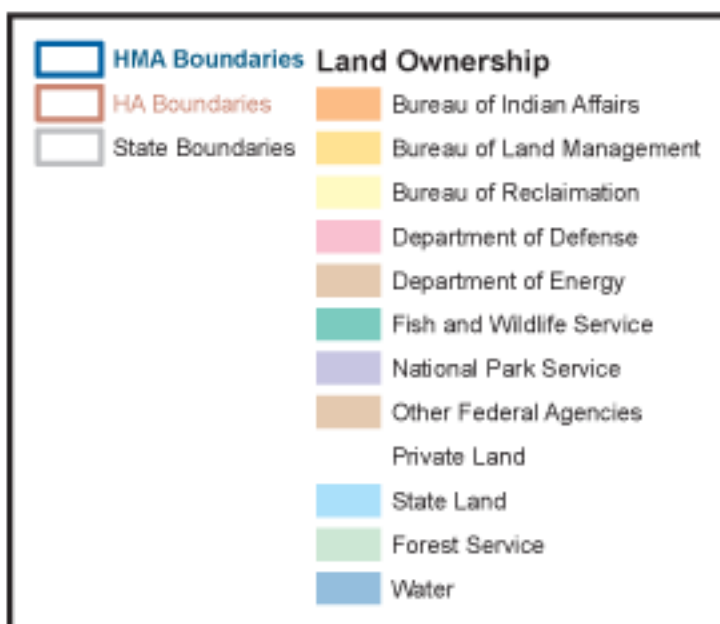 HMA Boundaries
HA Boundaries
State Boundaries
Land Ownership
Bureau of Indian Affairs
Bureau of Land Management
Bureau of Reclaimation
Department of Defense
Department of Energy
Fish and Wildlife Service
National Park Service
Other Federal Agencies
Private Land
State Land
Forest Service
Water